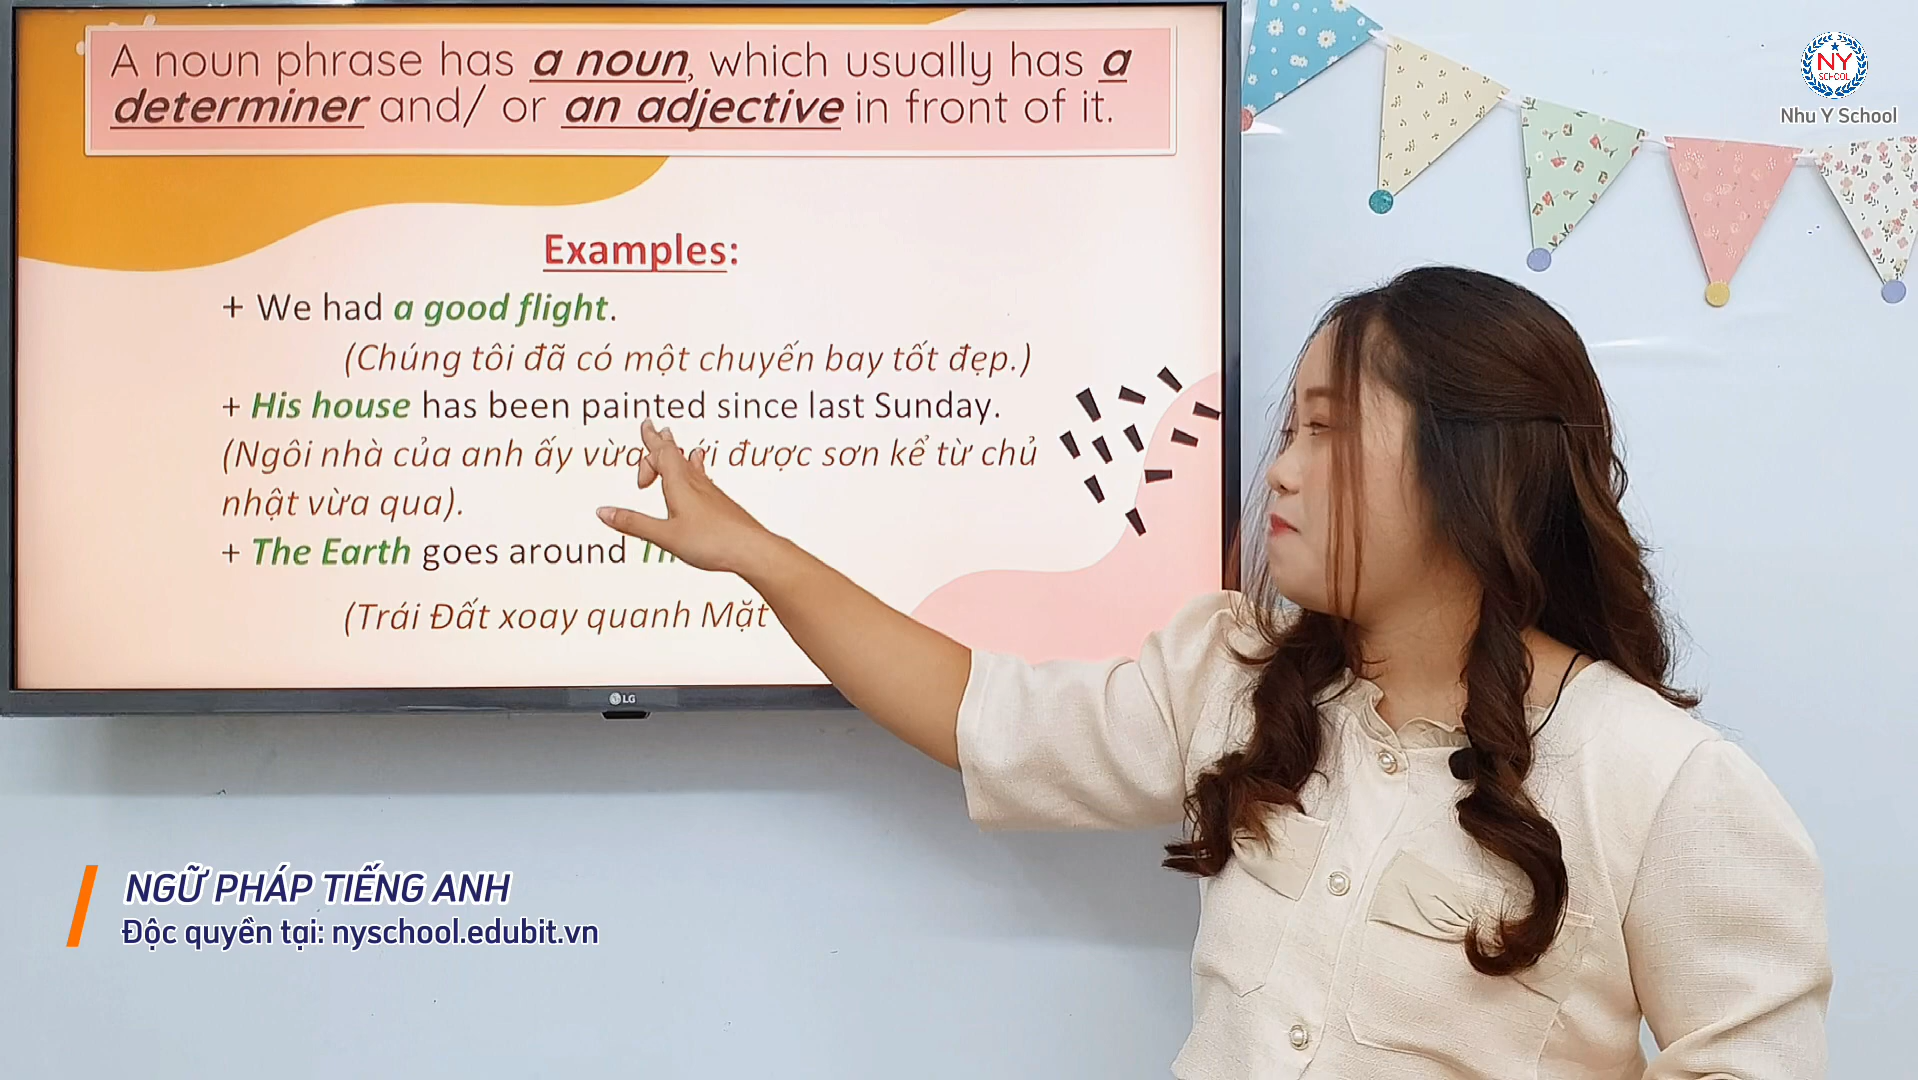 A noun phrase has a noun, which usually has a
determiner and/ or an adjective in front of it.
Examples:
+ We had a good flight.
(Chúng tôi đã có một chuyến bay tốt đẹp.)
+ His house has been painted since last Sunday.
(Ngôi nhà của anh ấy vừa được sơn kể từ chủ
nhật vừa qua).
+ The Earth goes around
(Trái Đất xoay quanh Mặt
LG
NY
SCHOOL
Nhu Y School
NGỮ PHÁP TIẾNG ANH
Độc quyền tại: nyschool.edubit.vn